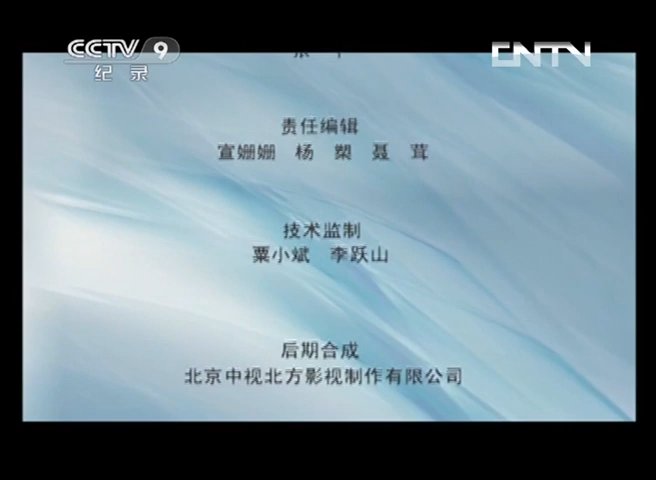 CCTV 9
纪 录
CNTV
责任编辑
宣姗姗 杨 槊 聂 茸
技术监制
粟小斌 李跃山
后期合成
北京中视北方影视制作有限公司